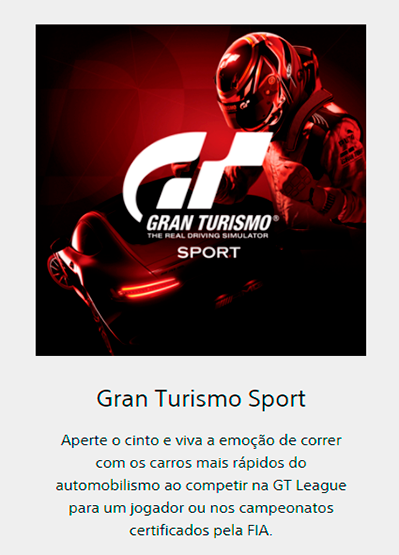 GT
GRAN TURISMO®
THE REAL DRIVING SIMULATOR
SPORT
Gran Turismo Sport
Aperte o cinto e viva a emoção de correr
com os carros mais rápidos do
automobilismo ao competir na GT League
para um jogador ou nos campeonatos
certificados pela FIA.